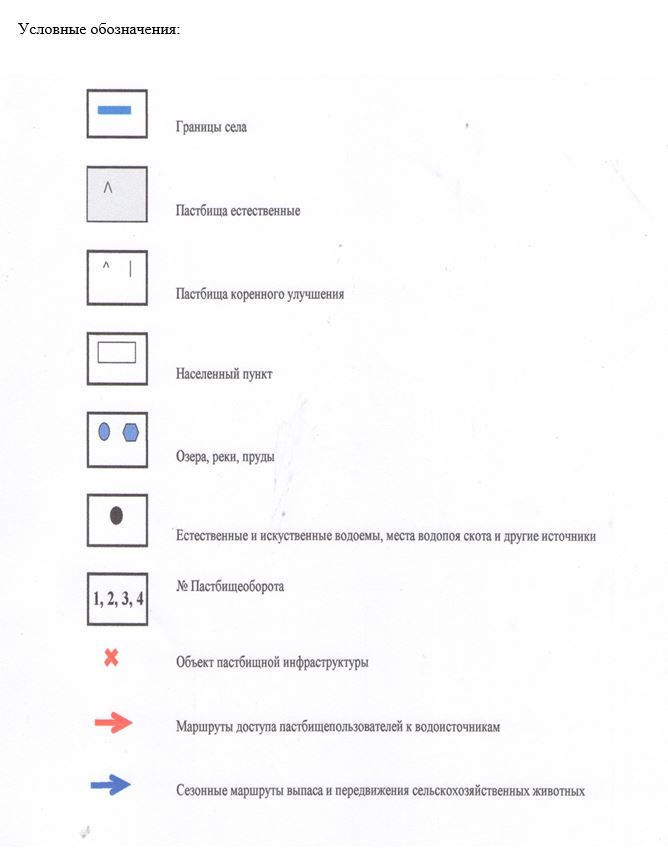 Условные обозначения:
Границы села
Пастбища естественные
Пастбища коренного улучшения
Населенный пункт
Озера, реки, пруды
Естественные и искуственные водоемы, места водопоя скота и другие источники
1, 2, 3, 4 № Пастбищеоборота
Объект пастбищной инфраструктуры
Маршруты доступа пастбищепользователей к водоисточникам
Сезонные маршруты выпаса и передвижения сельскохозяйственных животных